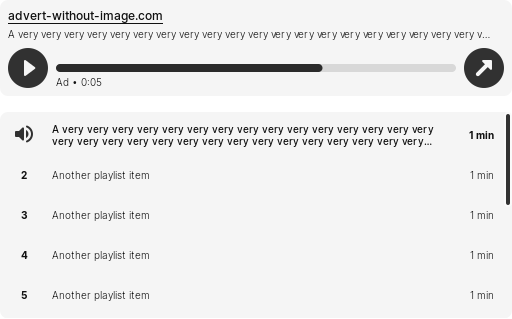 advert-without-image.com
A very very very very very very very very very very very very very very very very very very very very v...
Ad • 0:05
A very very very very very very very very very very very very very very very
very very very very very very very very very very very very very very very...
1 min
2 Another playlist item 1 min
3 Another playlist item 1 min
4 Another playlist item 1 min
5 Another playlist item 1 min